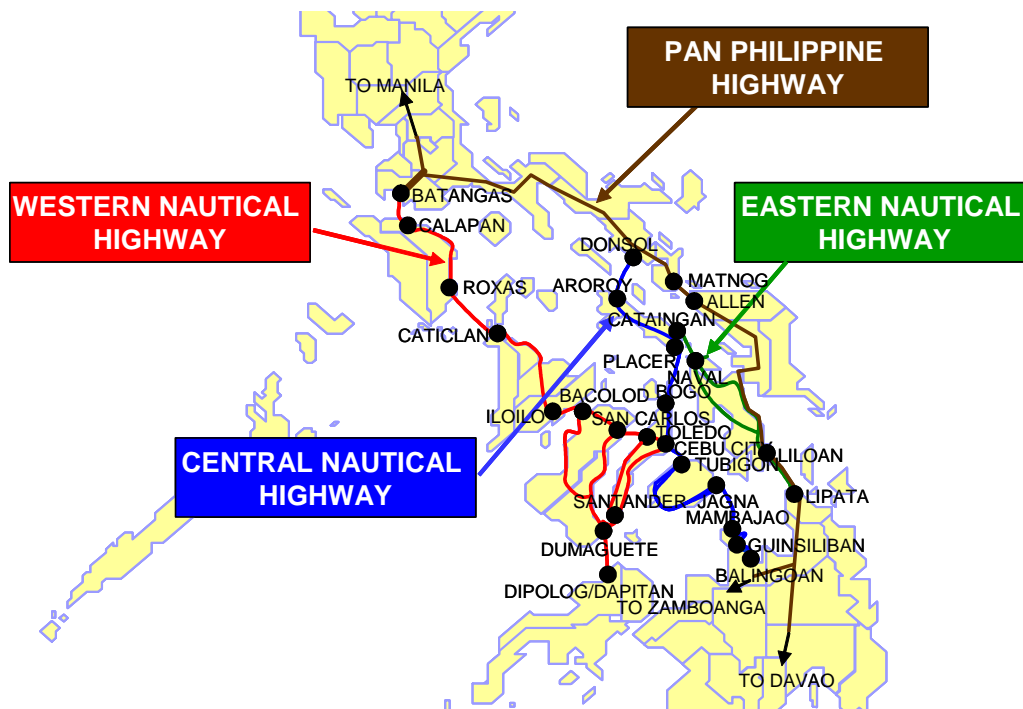 PAN PHILIPPINE
HIGHWAY
TO MANILA
WESTERN NAUTICAL
HIGHWAY
BATANGAS
EASTERN NAUTICAL
HIGHWAY
CALAPAN
DONSOL
MATNOG
ROXAS
AROROY
ALLEN
CATAINGAN
CATICLAN
PLACER
NAVAL
BOGO
BACOLOD
ILOILO
SAN CARLOS
TOLEDO
CEBU CITY
LILOAN
CENTRAL NAUTICAL
HIGHWAY
TUBIGON
LIPATA
SANTANDER
JAGNA
MAMBAJAO
DUMAGUETE
GUINSILIBAN
BALINGOAN
DIPOLOG/DAPITAN
TO ZAMBOANGA
TO DAVAO